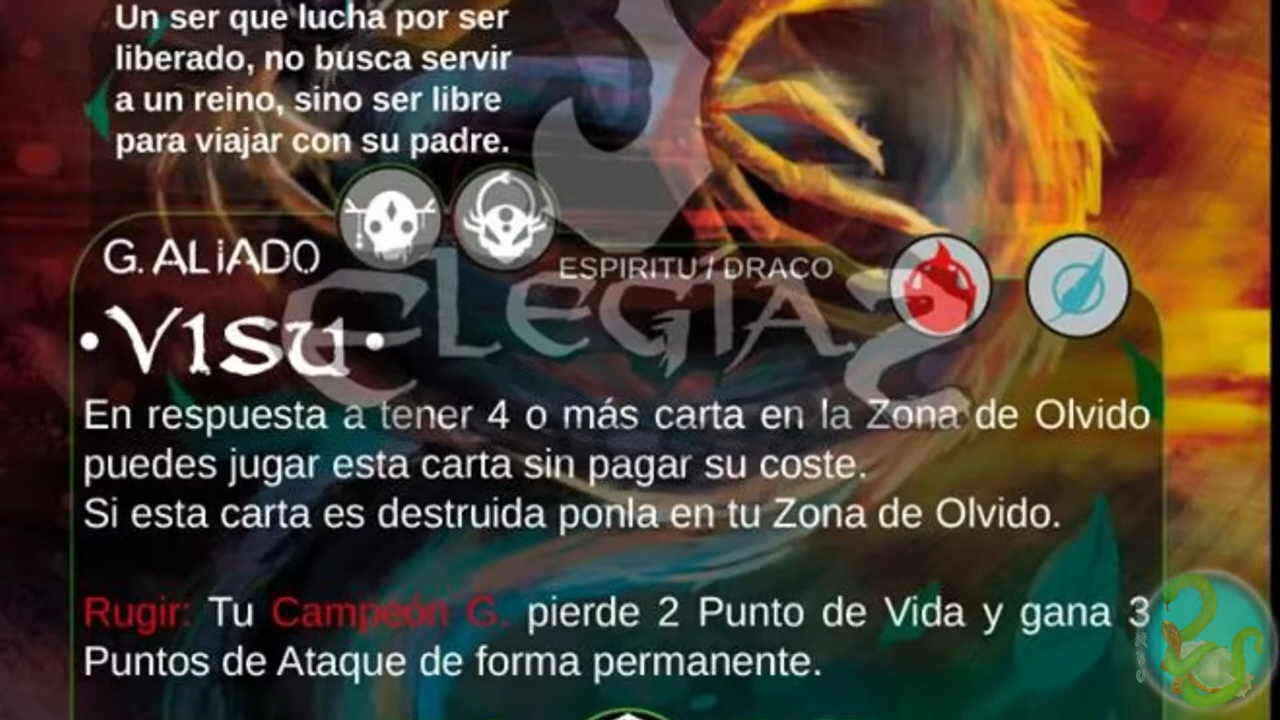 Un ser que lucha por ser
liberado, no busca servir
a un reino, sino ser libre
para viajar con su padre.
G. ALiADO
ESPIRITU / DRACO
ELEGIAS
• V1su •
En respuesta a tener 4 o más carta en la Zona de Olvido
puedes jugar esta carta sin pagar su coste.
Si esta carta es destruida ponla en tu Zona de Olvido.
Rugir: Tu Campeón G. pierde 2 Punto de Vida y gana 3
Puntos de Ataque de forma permanente.